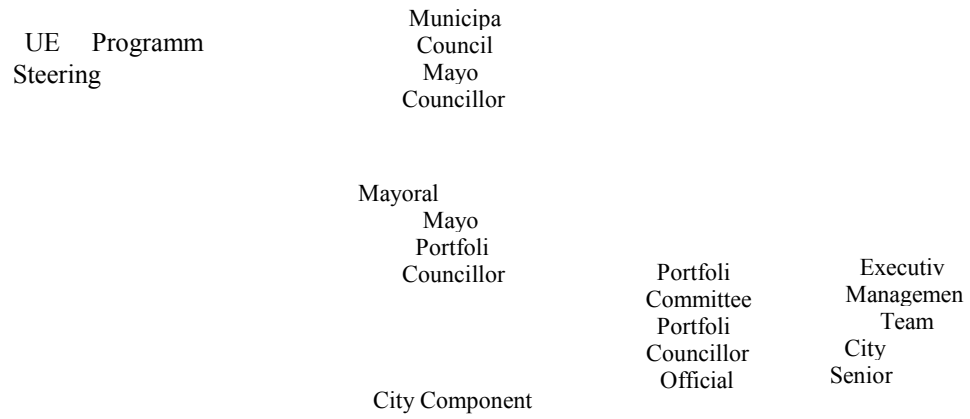 UE Programm
Steering
Municipa
Council
Mayo
Councillor
Mayoral
Mayo
Portfoli
Councillor
Portfoli
Committee
Portfoli
Councillor
Official
Executiv
Managemen
Team
City
Senior
City Component